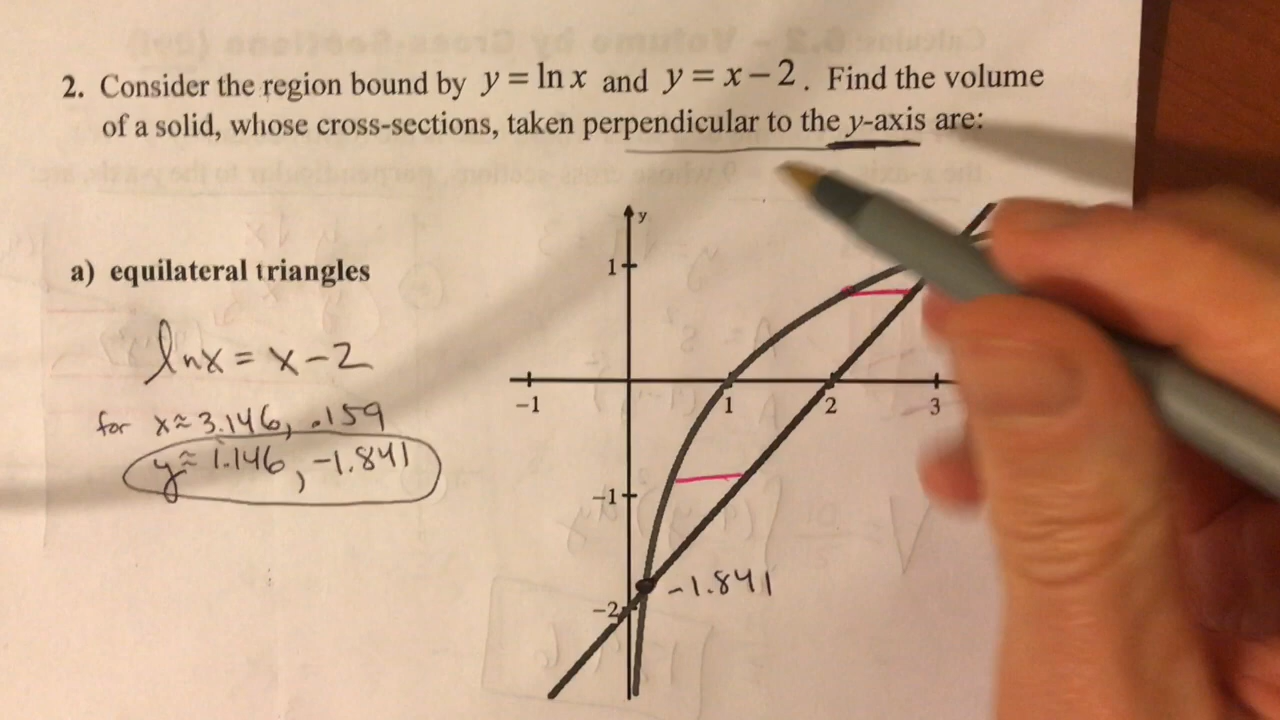 2. Consider the region bound by y = ln x and y = x − 2. Find the volume
of a solid, whose cross-sections, taken perpendicular to the y-axis are:
a) equilateral triangles
ln x = x − 2
for x ≈ 3.146, .159
y ≈ 1.146, −1.841
y
1
−1
1
2
3
−1
−1.841
−2